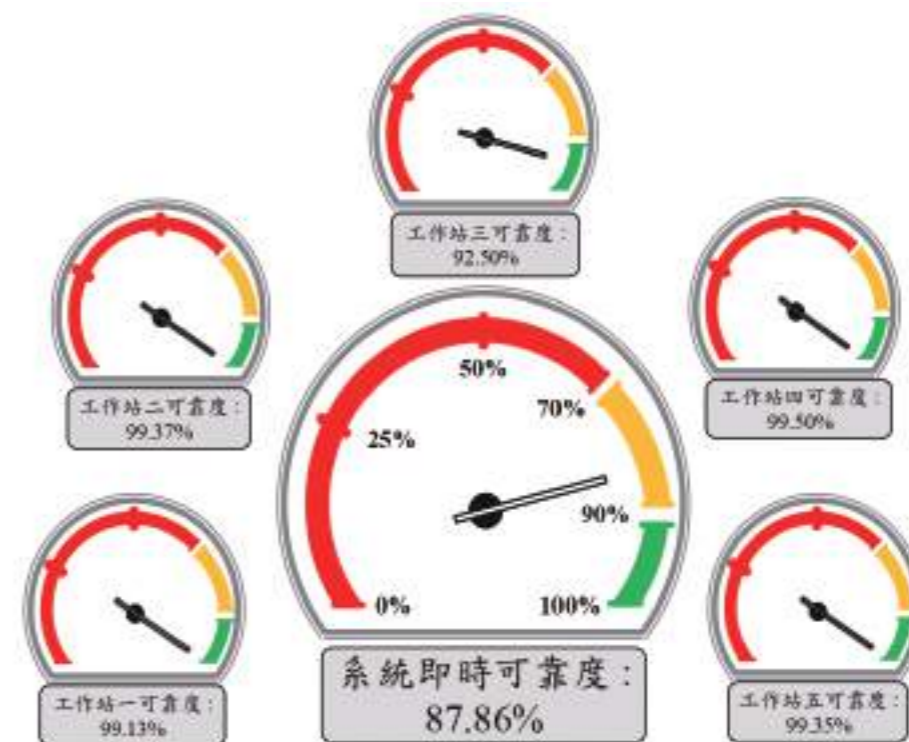 工作站三可靠度：
92.50%
工作站二可靠度：
99.37%
工作站四可靠度：
99.50%
50%
70%
25%
90%
0%
100%
工作站一可靠度：
99.13%
系統即時可靠度：
87.86%
工作站五可靠度：
99.35%